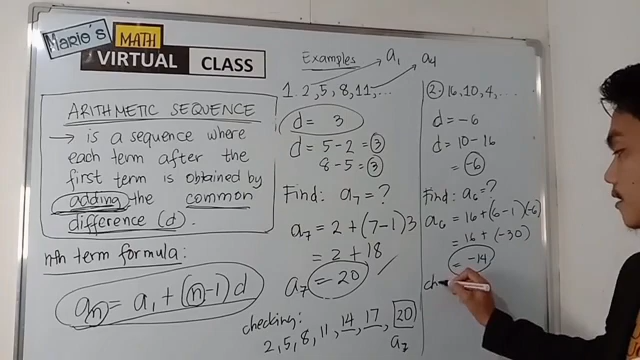 Mario's
MATH
VIRTUAL CLASS
ARITHMETIC SEQUENCE
→ is a sequence where
each term after the
first term is obtained by
adding the common
difference (d).
nth term formula:
an = a1 + (n-1) d
Examples
a1
a4
1. 2, 5, 8, 11, ...
d = 3
d = 5-2 = 3
8-5 = 3
Find: a7 = ?
a7 = 2 + (7-1)3
= 2 + 18
a7 = 20
checking:
2, 5, 8, 11, 14, 17, 20
a7
2. 16, 10, 4, ...
d = -6
d = 10-16
= -6
Find: a6 = ?
a6 = 16 + (6-1)(-6)
= 16 + (-30)
= -14
ch